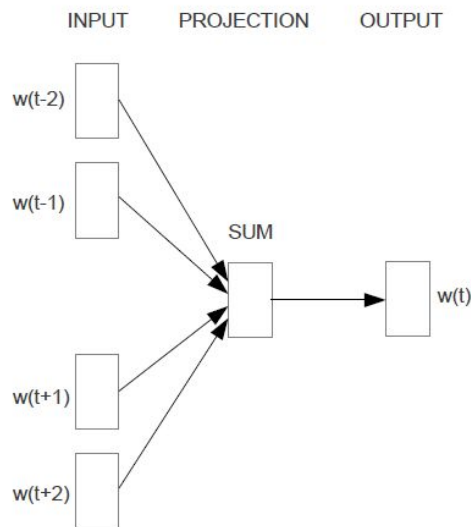 INPUT PROJECTION OUTPUT
w(t-2)
w(t-1)
SUM
w(t)
w(t+1)
w(t+2)